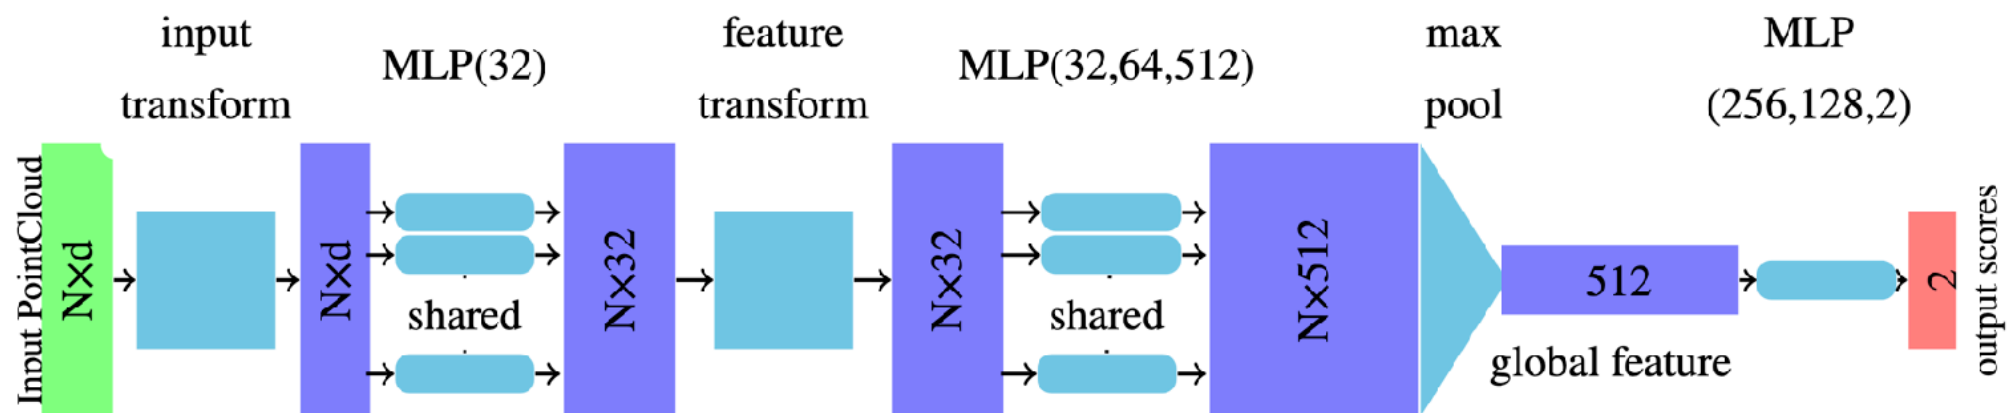 input
transform
MLP(32)
feature
transform
MLP(32,64,512)
max
pool
MLP
(256,128,2)
Input PointCloud
N×d
N×d
shared
N×32
N×32
shared
N×512
512
global feature
2
output scores